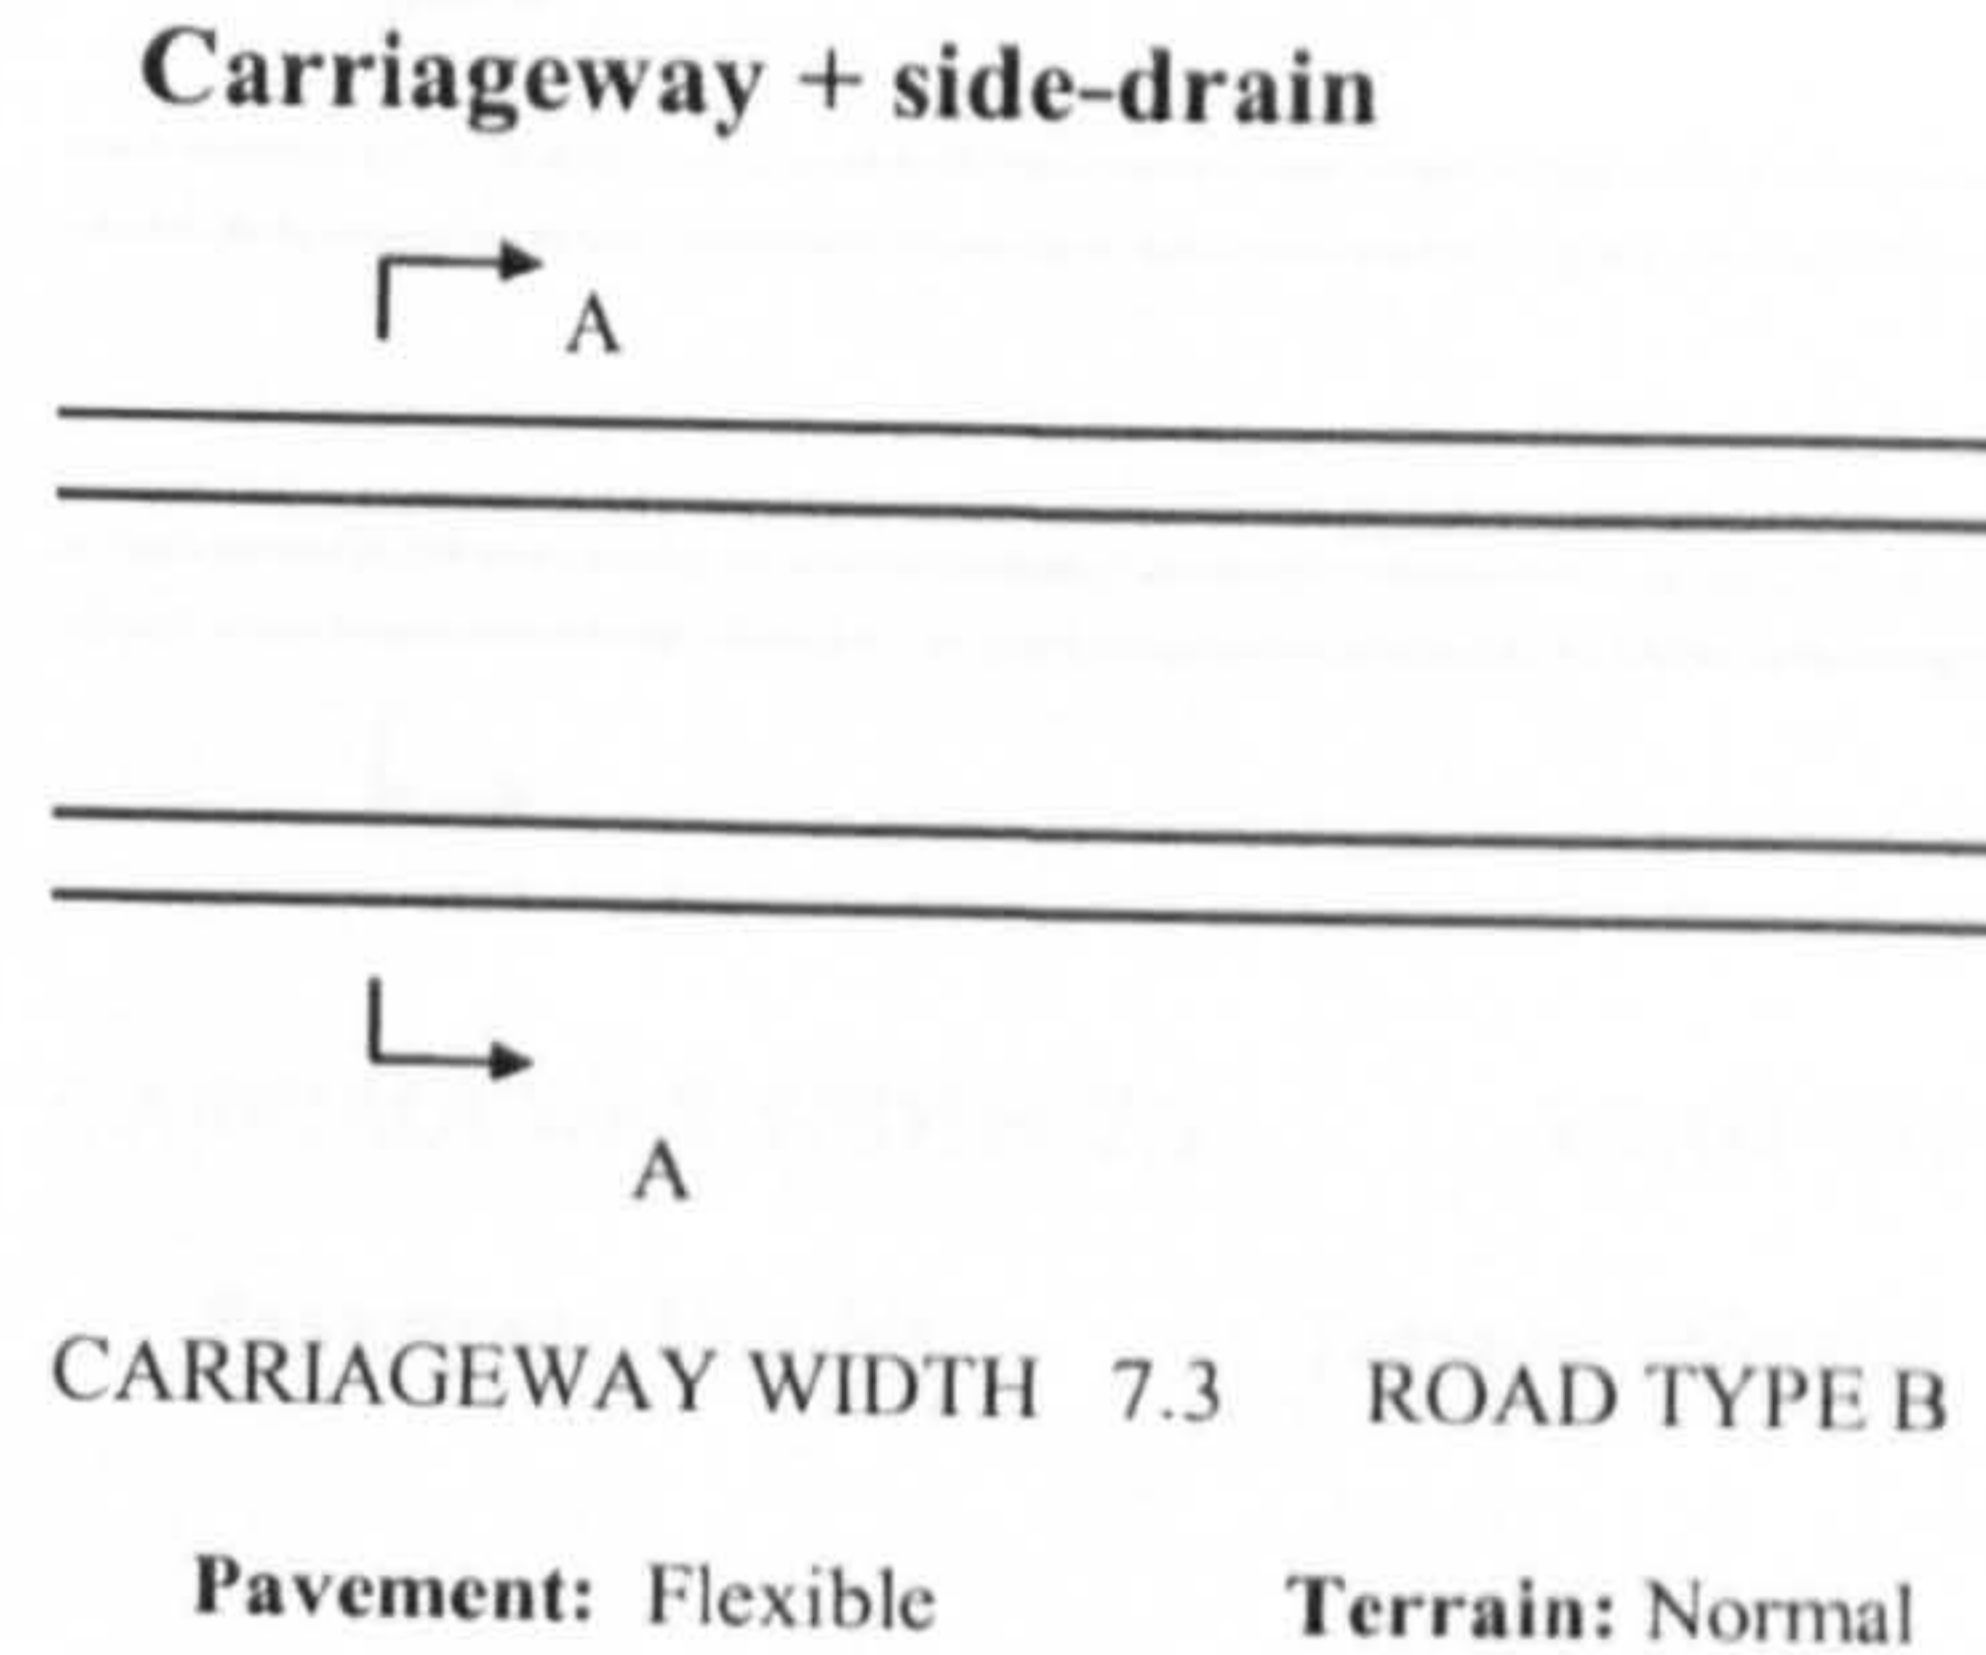 Carriageway + side-drain
A
A
CARRIAGEWAY WIDTH 7.3 ROAD TYPE B
Pavement: Flexible Terrain: Normal